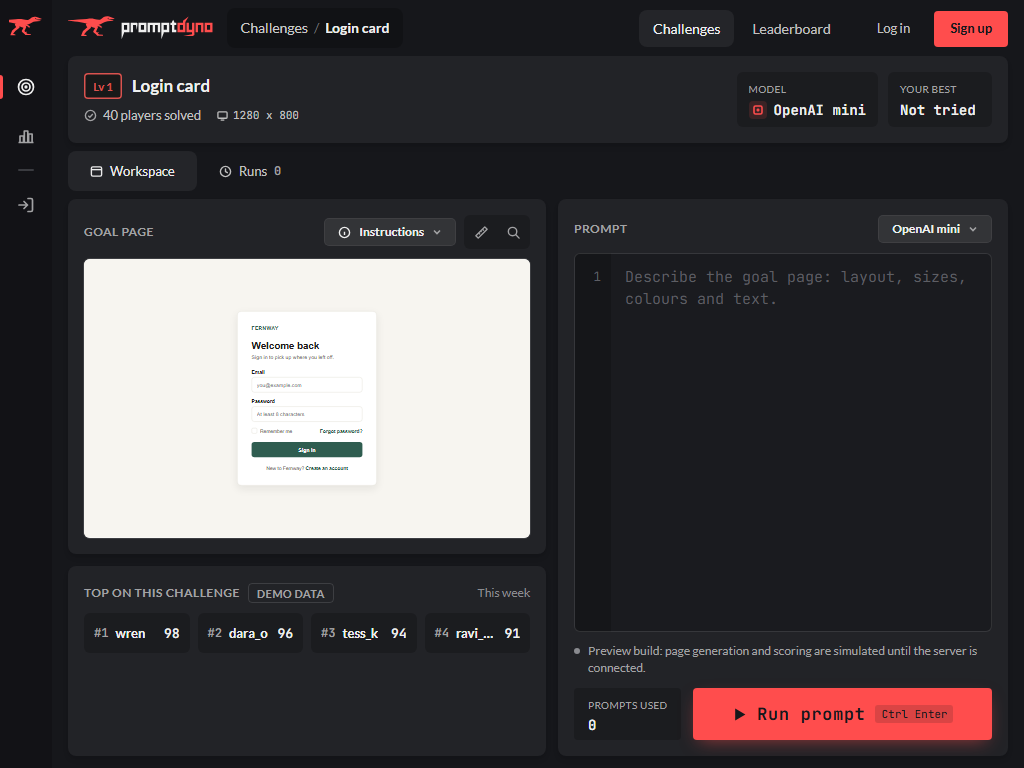 promptdyno
Challenges / Login card
Challenges
Leaderboard
Log in
Sign up
Lv 1
Login card
40 players solved
1280 x 800
MODEL
OpenAI mini
YOUR BEST
Not tried
Workspace
Runs 0
GOAL PAGE
Instructions
FERNWAY
Welcome back
Sign in to pick up where you left off.
Email
you@example.com
Password
At least 8 characters
Remember me
Forgot password?
Sign in
New to Fernway? Create an account
TOP ON THIS CHALLENGE
DEMO DATA
This week
#1 wren 98
#2 dara_o 96
#3 tess_k 94
#4 ravi_... 91
PROMPT
OpenAI mini
1
Describe the goal page: layout, sizes,
colours and text.
Preview build: page generation and scoring are simulated until the server is
connected.
PROMPTS USED
0
Run prompt
Ctrl Enter